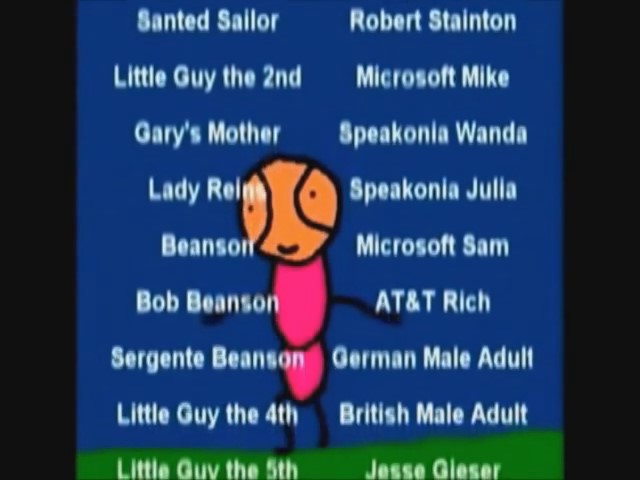 Santed Sailor Robert Stainton
Little Guy the 2nd Microsoft Mike
Gary's Mother Speakonia Wanda
Lady Reins Speakonia Julia
Beanson Microsoft Sam
Bob Beanson AT&T Rich
Sergente Beanson German Male Adult
Little Guy the 4th British Male Adult
Little Guy the 5th Jesse Gieser